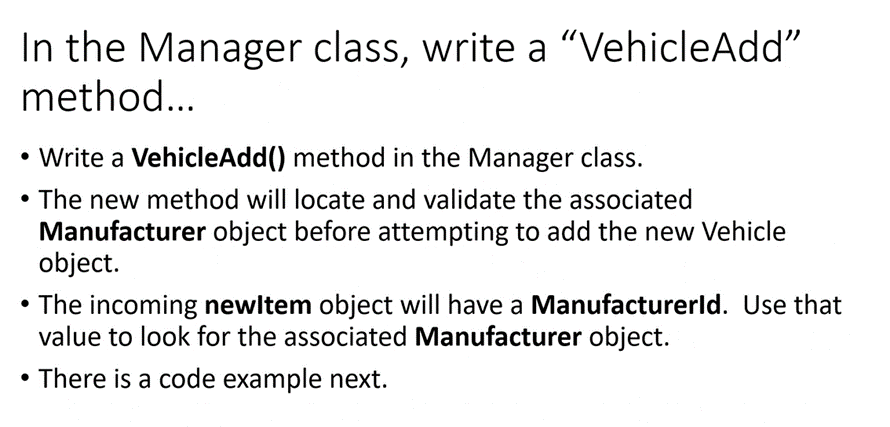 In the Manager class, write a “VehicleAdd”
method…
• Write a VehicleAdd() method in the Manager class.
• The new method will locate and validate the associated
Manufacturer object before attempting to add the new Vehicle
object.
• The incoming newItem object will have a ManufacturerId.  Use that
value to look for the associated Manufacturer object.
• There is a code example next.